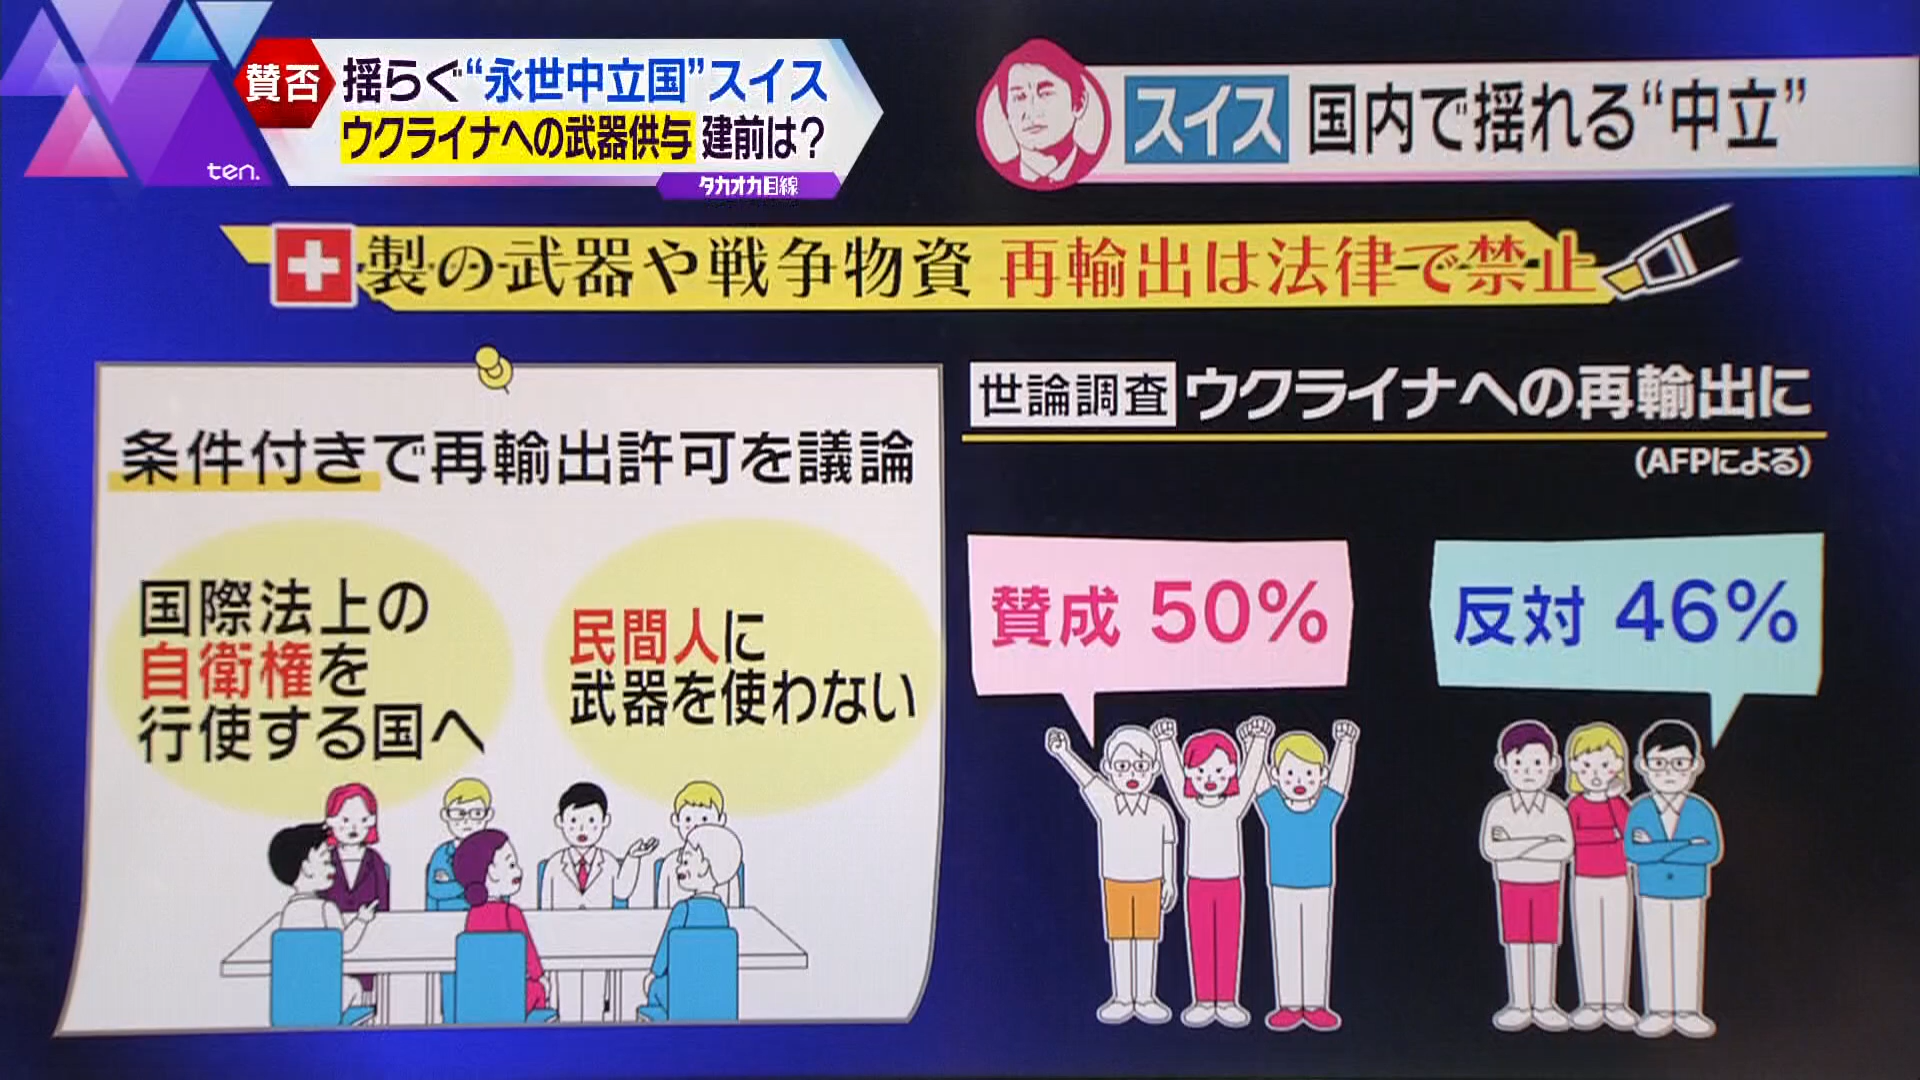 賛否
揺らぐ“永世中立国”スイス
ウクライナへの武器供与 建前は?
タカオカ目線
ten.
スイス 国内で揺れる“中立”
製の武器や戦争物資 再輸出は法律で禁止
条件付きで再輸出許可を議論
国際法上の
自衛権を
行使する国へ
民間人に
武器を使わない
世論調査 ウクライナへの再輸出に
(AFPによる)
賛成 50%
反対 46%